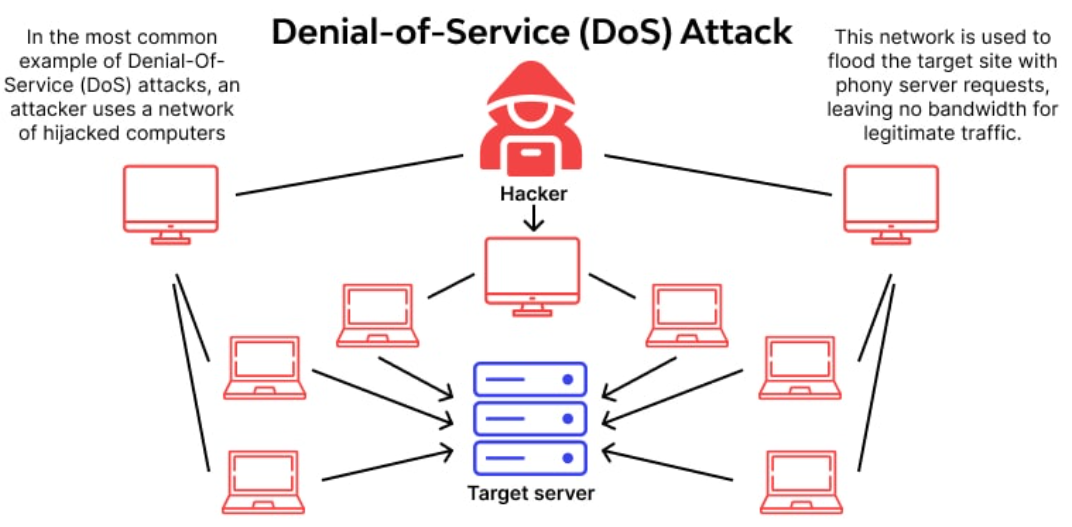 Denial-of-Service (DoS) Attack
In the most common
example of Denial-Of-
Service (DoS) attacks, an
attacker uses a network
of hijacked computers
This network is used to
flood the target site with
phony server requests,
leaving no bandwidth for
legitimate traffic.
Hacker
Target server